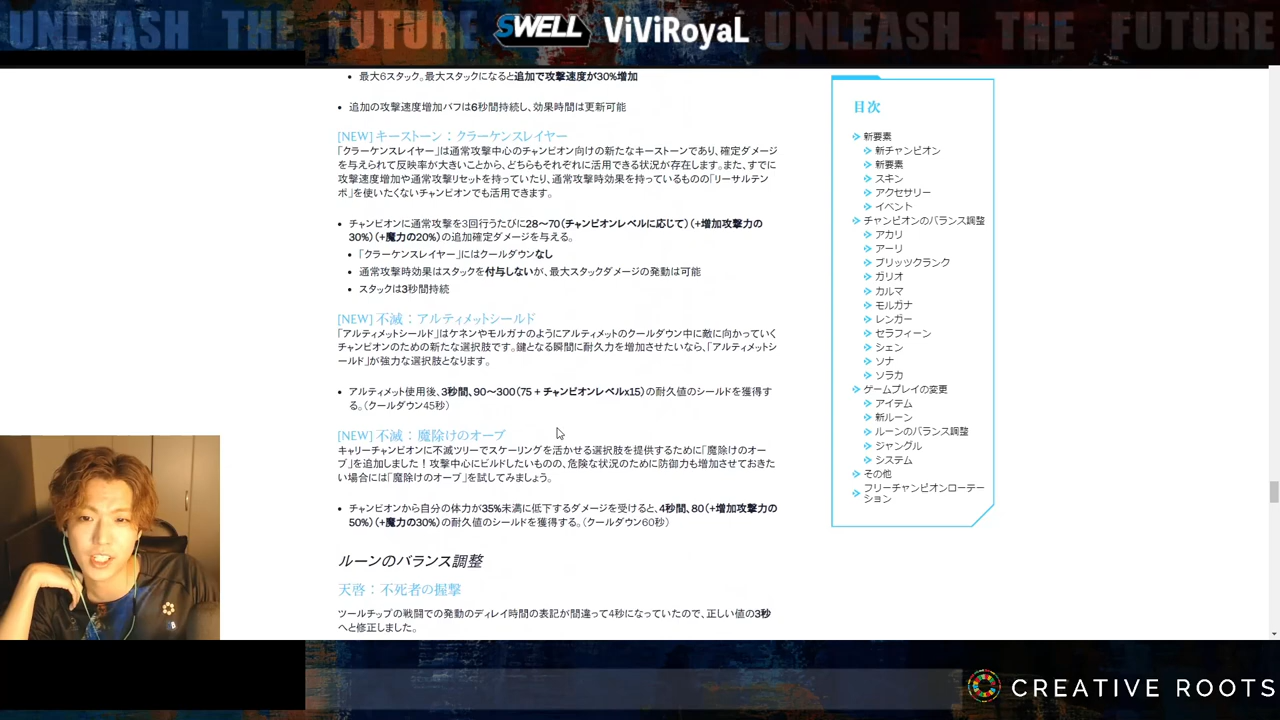 UNLEASH THE FUTURE
SWELL
ViViRoyaL
UNLEASH THE FUTURE
最大6スタック。最大スタックになると追加で攻撃速度が30%増加
追加の攻撃速度増加バフは6秒間持続し、効果時間は更新可能
[NEW] キーストーン：クラーケンスレイヤー
「クラーケンスレイヤー」は通常攻撃中心のチャンピオン向けの新たなキーストーンであり、確定ダメージ
を与えられて反映率が大きいことから、どちらもそれぞれに活用できる状況が存在します。また、すでに
攻撃速度増加や通常攻撃リセットを持っていたり、通常攻撃時効果を持っているものの「リーサルテン
ポ」を使いたくないチャンピオンでも活用できます。
チャンピオンに通常攻撃を3回行うたびに28～70（チャンピオンレベルに応じて）（+増加攻撃力の
30%）（+魔力の20%）の追加確定ダメージを与える。
「クラーケンスレイヤー」にはクールダウンなし
通常攻撃時効果はスタックを付与しないが、最大スタックダメージの発動は可能
スタックは3秒間持続
[NEW] 不滅：アルティメットシールド
「アルティメットシールド」はケネンやモルガナのようにアルティメットのクールダウン中に敵に向かっていく
チャンピオンのための新たな選択肢です。鍵となる瞬間に耐久力を増加させたいなら、「アルティメットシ
ールド」が強力な選択肢となります。
アルティメット使用後、3秒間、90～300（75 + チャンピオンレベルx15）の耐久値のシールドを獲得す
る。（クールダウン45秒）
[NEW] 不滅：魔除けのオーブ
キャリーチャンピオンに不滅ツリーでスケーリングを活かせる選択肢を提供するために「魔除けのオー
ブ」を追加しました！攻撃中心にビルドしたいものの、危険な状況のために防御力も増加させておきた
い場合には「魔除けのオーブ」を試してみましょう。
チャンピオンから自分の体力が35%未満に低下するダメージを受けると、4秒間、80（+増加攻撃力の
50%）（+魔力の30%）の耐久値のシールドを獲得する。（クールダウン60秒）
ルーンのバランス調整
天啓：不死者の握撃
ツールチップの戦闘での発動のディレイ時間の表記が間違って4秒になっていたので、正しい値の3秒
へと修正しました。
目次
新要素
新チャンピオン
新要素
スキン
アクセサリー
イベント
チャンピオンのバランス調整
アカリ
アーリ
ブリッツクランク
ガリオ
カルマ
モルガナ
レンガー
セラフィーン
シェン
ソナ
ソラカ
ゲームプレイの変更
アイテム
新ルーン
ルーンのバランス調整
ジャングル
システム
その他
フリーチャンピオンローテー
ション
CREATIVE ROOTS